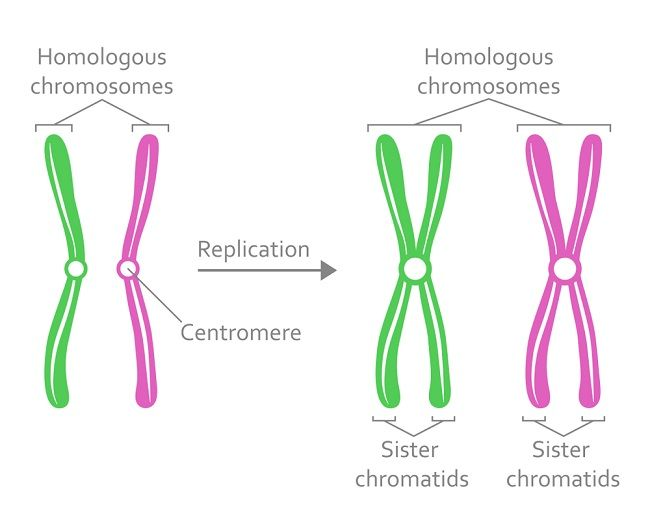 Homologous
chromosomes
Homologous
chromosomes
Replication
Centromere
Sister
chromatids
Sister
chromatids